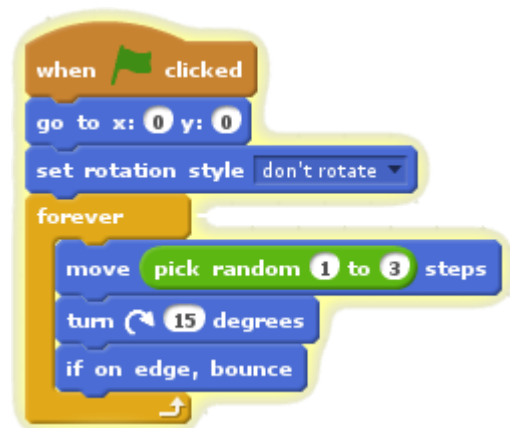 when clicked
go to x: 0 y: 0
set rotation style don't rotate
forever
move pick random 1 to 3 steps
turn 15 degrees
if on edge, bounce